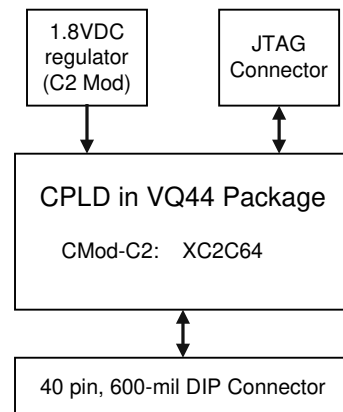 1.8VDC
regulator
(C2 Mod)
JTAG
Connector
CPLD in VQ44 Package
CMod-C2: XC2C64
40 pin, 600-mil DIP Connector